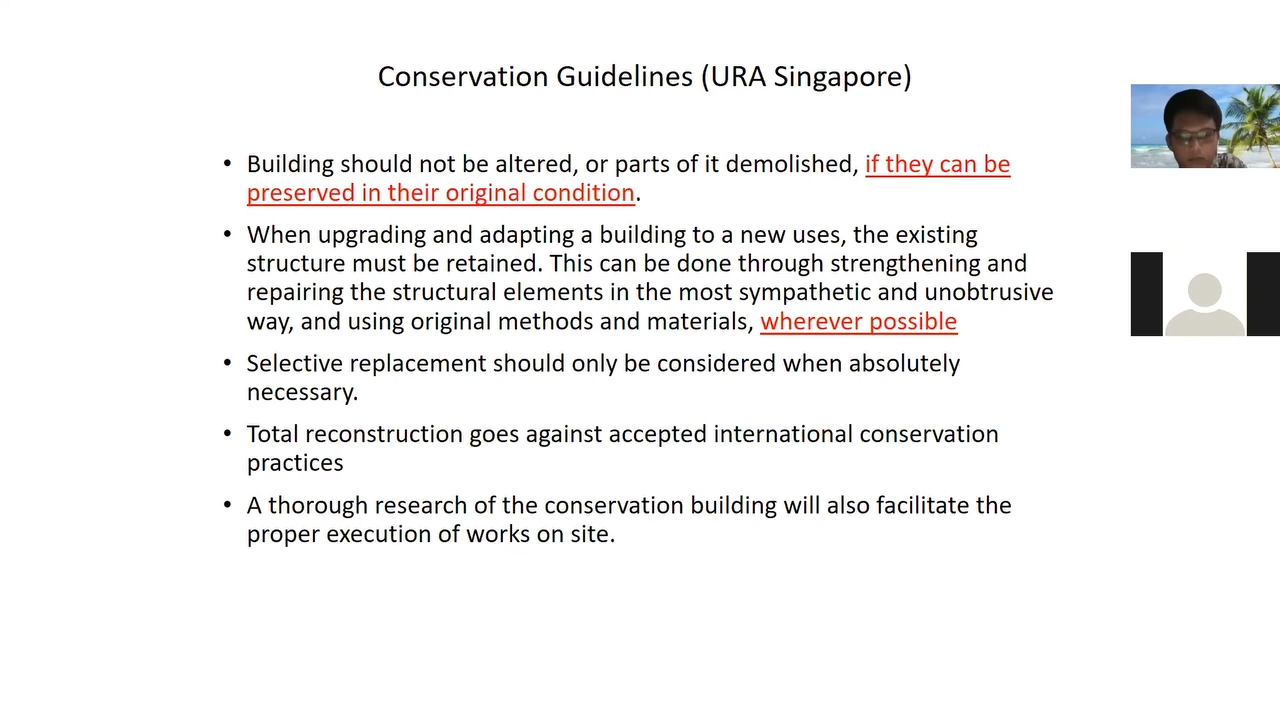 Conservation Guidelines (URA Singapore)
• Building should not be altered, or parts of it demolished, if they can be
preserved in their original condition.
• When upgrading and adapting a building to a new uses, the existing
structure must be retained. This can be done through strengthening and
repairing the structural elements in the most sympathetic and unobtrusive
way, and using original methods and materials, wherever possible
• Selective replacement should only be considered when absolutely
necessary.
• Total reconstruction goes against accepted international conservation
practices
• A thorough research of the conservation building will also facilitate the
proper execution of works on site.